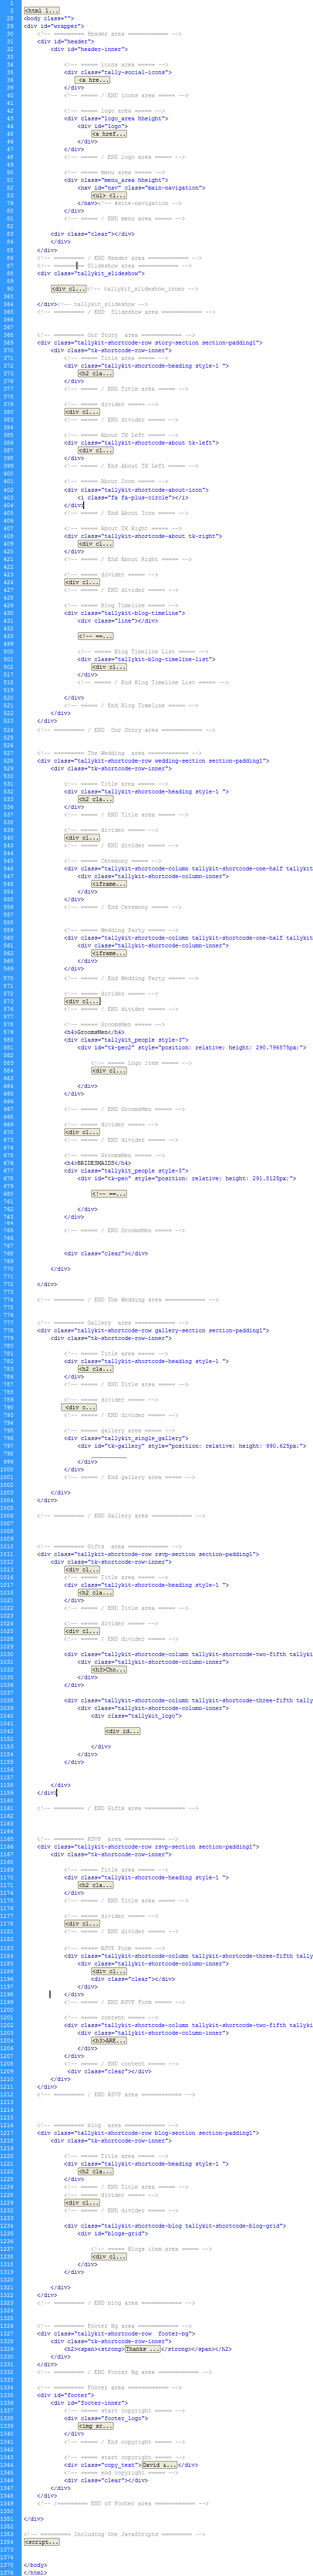 <html l...
<body class="">
<div id="wrapper">
<!-- ========= Header area ============ -->
<div id="header">
<div id="header-inner">
<!-- ===== icons area ===== -->
<div class="tally-social-icons">
<a hre...
</div>
<!-- ===== / END icons area ===== -->
<!-- ===== logo area ===== -->
<div class="logo_area hheight">
<div id="logo">
<a href...
</div>
</div>
<!-- ===== / END logo area ===== -->
<!-- ===== menu area ===== -->
<div class="menu_area hheight">
<nav id="nav" class="main-navigation">
<ul> <l...
</nav><!-- #site-navigation -->
</div>
<!-- ===== / END menu area ===== -->
<div class="clear"></div>
</div>
</div>
<!-- ========= / END Header area ============ -->
<!-- ========= Slideshow area ============ -->
<div class="tallykit_slideshow">
<div cl...<!-- tallykit_slideshow_inner -->
</div><!-- tallykit_slideshow -->
<!-- ========= / END  Slideshow area ============ -->
<!-- ========= Our Story  area ============ -->
<div class="tallykit-shortcode-row story-section section-padding1">
<div class="tk-shortcode-row-inner">
<!-- ===== Title area ===== -->
<div class="tallykit-shortcode-heading style-1 ">
<h2 cla...
</div>
<!-- ===== / END Title area ===== -->
<!-- ===== divider ===== -->
<div cl...
<!-- ===== / END divider ===== -->
<!-- ===== About TK Left ===== -->
<div class="tallykit-shortcode-about tk-left">
<div cl...
</div>
<!-- ===== / End About TK Left ===== -->
<!-- ===== About Icon ===== -->
<div class="tallykit-shortcode-about-icon">
<i class="fa fa-plus-circle"></i>
</div>
<!-- ===== / End About Icon ===== -->
<!-- ===== About TK Right ===== -->
<div class="tallykit-shortcode-about tk-right">
<div cl...
</div>
<!-- ===== / End About Right ===== -->
<!-- ===== divider ===== -->
<div cl...
<!-- ===== / END divider ===== -->
<!-- ===== Blog Timeline ===== -->
<div class="tallykit-blog-timeline">
<div class="line"></div>
<!-- ==...
<!-- ===== Blog Timeline List ===== -->
<div class="tallykit-blog-timeline-list">
<div cl...
</div>
<!-- ===== / End Blog Timeline List ===== -->
</div>
<!-- ===== / End Blog Timeline ===== -->
</div>
</div>
<!-- ========= / END  Our Story area ============ -->
<!-- ========= The Wedding  area ============ -->
<div class="tallykit-shortcode-row wedding-section section-padding1">
<div class="tk-shortcode-row-inner">
<!-- ===== Title area ===== -->
<div class="tallykit-shortcode-heading style-1 ">
<h2 cla...
</div>
<!-- ===== / END Title area ===== -->
<!-- ===== divider ===== -->
<div cl...
<!-- ===== / END divider ===== -->
<!-- ===== Ceremony ===== -->
<div class="tallykit-shortcode-column tallykit-shortcode-one-half tallykit
<div class="tallykit-shortcode-column-inner">
<iframe...
</div>
</div>
<!-- ===== / End Ceremony ===== -->
<!-- ===== Wedding Party ===== -->
<div class="tallykit-shortcode-column tallykit-shortcode-one-half tallykit
<div class="tallykit-shortcode-column-inner">
<iframe...
</div>
</div>
<!-- ===== / End Wedding Party ===== -->
<!-- ===== divider ===== -->
<div cl...
<!-- ===== / END divider ===== -->
<!-- ===== GroomsMen ===== -->
<h4>GroomsMen</h4>
<div class="tallykit_people style-3">
<div id="tk-peo2" style="position: relative; height: 290.796875px;">
<!-- ===== Logo item ===== -->
<div cl...
</div>
</div>
<!-- ===== / END GroomsMen ===== -->
<!-- ===== divider ===== -->
<div cl...
<!-- ===== / END divider ===== -->
<!-- ===== GroomsMen ===== -->
<h4>BRIDESMAIDS</h4>
<div class="tallykit_people style-3">
<div id="tk-peo" style="position: relative; height: 291.8125px;">
<!-- ==...
</div>
</div>
<!-- ===== / END GroomsMen ===== -->
<div class="clear"></div>
</div>
</div>
<!-- ========= / END The Wedding area ============ -->
<!-- ========= Gallery  area ============ -->
<div class="tallykit-shortcode-row gallery-section section-padding1">
<div class="tk-shortcode-row-inner">
<!-- ===== Title area ===== -->
<div class="tallykit-shortcode-heading style-1 ">
<h2 cla...
</div>
<!-- ===== / END Title area ===== -->
<!-- ===== divider ===== -->
<div c...
<!-- ===== / END divider ===== -->
<!-- ===== gallery area ===== -->
<div class="tallykit_single_gallery">
<div id="tk-gallery" style="position: relative; height: 990.625px;">
</div>
</div>
<!-- ===== / End gallery area ===== -->
</div>
</div>
<!-- ========= / END Gallery area ============ -->
<!-- ========= Gifts  area ============ -->
<div class="tallykit-shortcode-row rsvp-section section-padding1">
<div class="tk-shortcode-row-inner">
<div cl...
<!-- ===== Title area ===== -->
<div class="tallykit-shortcode-heading style-1 ">
<h2 cla...
</div>
<!-- ===== / END Title area ===== -->
<!-- ===== divider ===== -->
<div cl...
<!-- ===== / END divider ===== -->
<div class="tallykit-shortcode-column tallykit-shortcode-two-fifth tallyki
<div class="tallykit-shortcode-column-inner">
<h3>Cho...
</div>
</div>
<div class="tallykit-shortcode-column tallykit-shortcode-three-fifth tally
<div class="tallykit-shortcode-column-inner">
<div class="tallykit_logo">
<div id...
</div>
</div>
</div>
</div>
</div>
<!-- ========= / END Gifts area ============ -->
<!-- ========= RSVP  area ============ -->
<div class="tallykit-shortcode-row rsvp-section section-padding1">
<div class="tk-shortcode-row-inner">
<!-- ===== Title area ===== -->
<div class="tallykit-shortcode-heading style-1 ">
<h2 cla...
</div>
<!-- ===== / END Title area ===== -->
<!-- ===== divider ===== -->
<div cl...
<!-- ===== / END divider ===== -->
<!-- ===== RSVP Form ===== -->
<div class="tallykit-shortcode-column tallykit-shortcode-three-fifth tally
<div class="tallykit-shortcode-column-inner">
<div cl...
<div class="clear"></div>
</div>
</div>
<!-- ===== / END RSVP Form ===== -->
<!-- ===== content ===== -->
<div class="tallykit-shortcode-column tallykit-shortcode-two-fifth tallyki
<div class="tallykit-shortcode-column-inner">
<h3>ARE...
</div>
</div>
<!-- ===== / END content ===== -->
<div class="clear"></div>
</div>
</div>
<!-- ========= / END RSVP area ============ -->
<!-- ========= blog  area ============ -->
<div class="tallykit-shortcode-row blog-section section-padding1">
<div class="tk-shortcode-row-inner">
<!-- ===== Title area ===== -->
<div class="tallykit-shortcode-heading style-1 ">
<h2 cla...
</div>
<!-- ===== / END Title area ===== -->
<!-- ===== divider ===== -->
<div cl...
<!-- ===== / END divider ===== -->
<div class="tallykit-shortcode-blog tallykit-shortcode-blog-grid">
<div id="blogs-grid">
<!-- ===== Blogs item area ===== -->
<div cl...
</div>
</div>
</div>
</div>
<!-- ========= / END blog area ============ -->
<!-- ========= Footer Bg area ============ -->
<div class="tallykit-shortcode-row  footer-bg">
<div class="tk-shortcode-row-inner">
<h2><span><strong>Thanks ...</strong></span></h2>
</div>
</div>
<!-- ========= / END Footer Bg area ============ -->
<!-- ========= Footer area ============ -->
<div id="footer">
<div id="footer-inner">
<!-- ===== start copyright ===== -->
<div class="footer_logo">
<img sr...
</div>
<!-- ===== / End copyright ===== -->
<!-- ===== start copyright ===== -->
<div class="copy_text">David &...</div>
<!-- ===== end copyright ===== -->
<div class="clear"></div>
</div>
</div>
<!-- /========= END of Footer area ============ -->
</div>
<!-- ========= Including the JavaScripts ========= -->
<script...
</body>
</html>